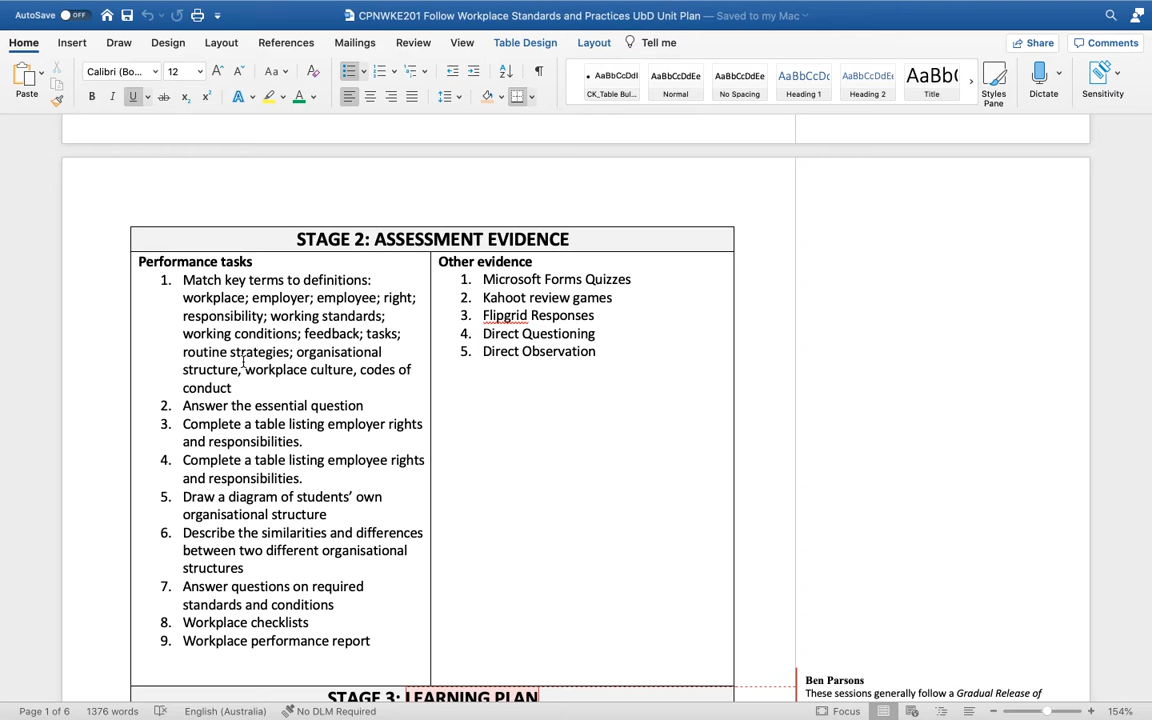 AutoSave OFF
CPNWKE201 Follow Workplace Standards and Practices UbD Unit Plan — Saved to my Mac
Home Insert Draw Design Layout References Mailings Review View Table Design Layout Tell me
Share Comments
Paste
Calibri (Bo... 12
AaBbCcDdl AaBbCcDdEe AaBbCcDdEe AaBbCcDc AaBbCcDdEe AaBb(
CK_Table Bul... Normal No Spacing Heading 1 Heading 2 Title
Styles Pane
Dictate
Sensitivity
STAGE 2: ASSESSMENT EVIDENCE
Performance tasks
1. Match key terms to definitions:
workplace; employer; employee; right;
responsibility; working standards;
working conditions; feedback; tasks;
routine strategies; organisational
structure, workplace culture, codes of
conduct
2. Answer the essential question
3. Complete a table listing employer rights
and responsibilities.
4. Complete a table listing employee rights
and responsibilities.
5. Draw a diagram of students’ own
organisational structure
6. Describe the similarities and differences
between two different organisational
structures
7. Answer questions on required
standards and conditions
8. Workplace checklists
9. Workplace performance report
Other evidence
1. Microsoft Forms Quizzes
2. Kahoot review games
3. Flipgrid Responses
4. Direct Questioning
5. Direct Observation
STAGE 3: LEARNING PLAN
Ben Parsons
These sessions generally follow a Gradual Release of
Page 1 of 6 1376 words English (Australia) No DLM Required Focus 154%